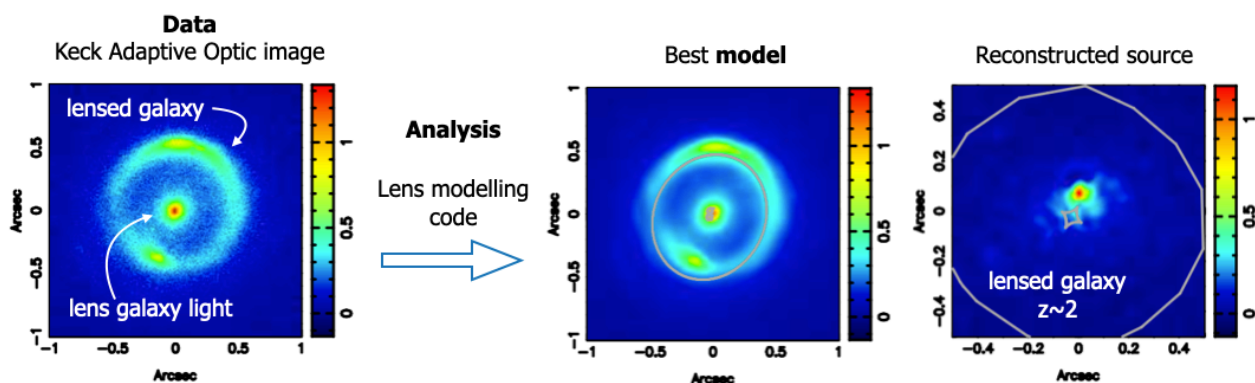 Data
Keck Adaptive Optic image
lensed galaxy
lens galaxy light
1
0.5
0
-0.5
-1
Arcsec
-1
-0.5
0
0.5
1
Arcsec
1
0.5
0
Analysis
Lens modelling
code
Best model
1
0.5
0
-0.5
-1
Arcsec
-1
-0.5
0
0.5
1
Arcsec
1
0.5
0
Reconstructed source
0.4
0.2
0
-0.2
-0.4
Arcsec
lensed galaxy
z~2
-0.4
-0.2
0
0.2
0.4
Arcsec
1
0.5
0